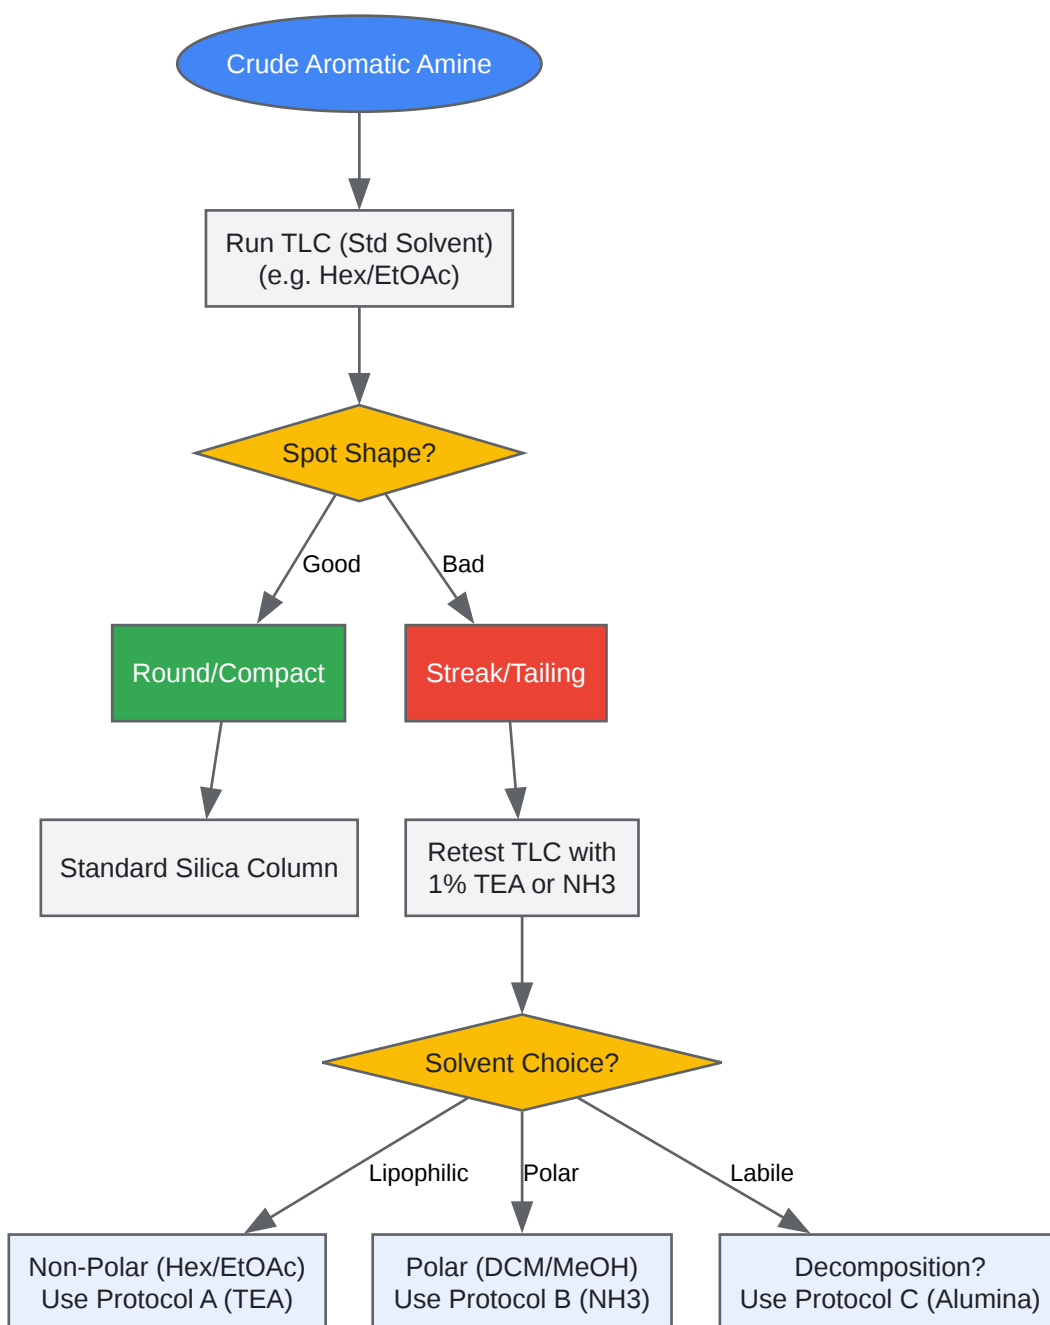 Crude Aromatic Amine
Run TLC (Std Solvent)
(e.g. Hex/EtOAc)
Spot Shape?
Good
Bad
Round/Compact
Streak/Tailing
Standard Silica Column
Retest TLC with
1% TEA or NH3
Solvent Choice?
Lipophilic
Polar
Labile
Non-Polar (Hex/EtOAc)
Use Protocol A (TEA)
Polar (DCM/MeOH)
Use Protocol B (NH3)
Decomposition?
Use Protocol C (Alumina)